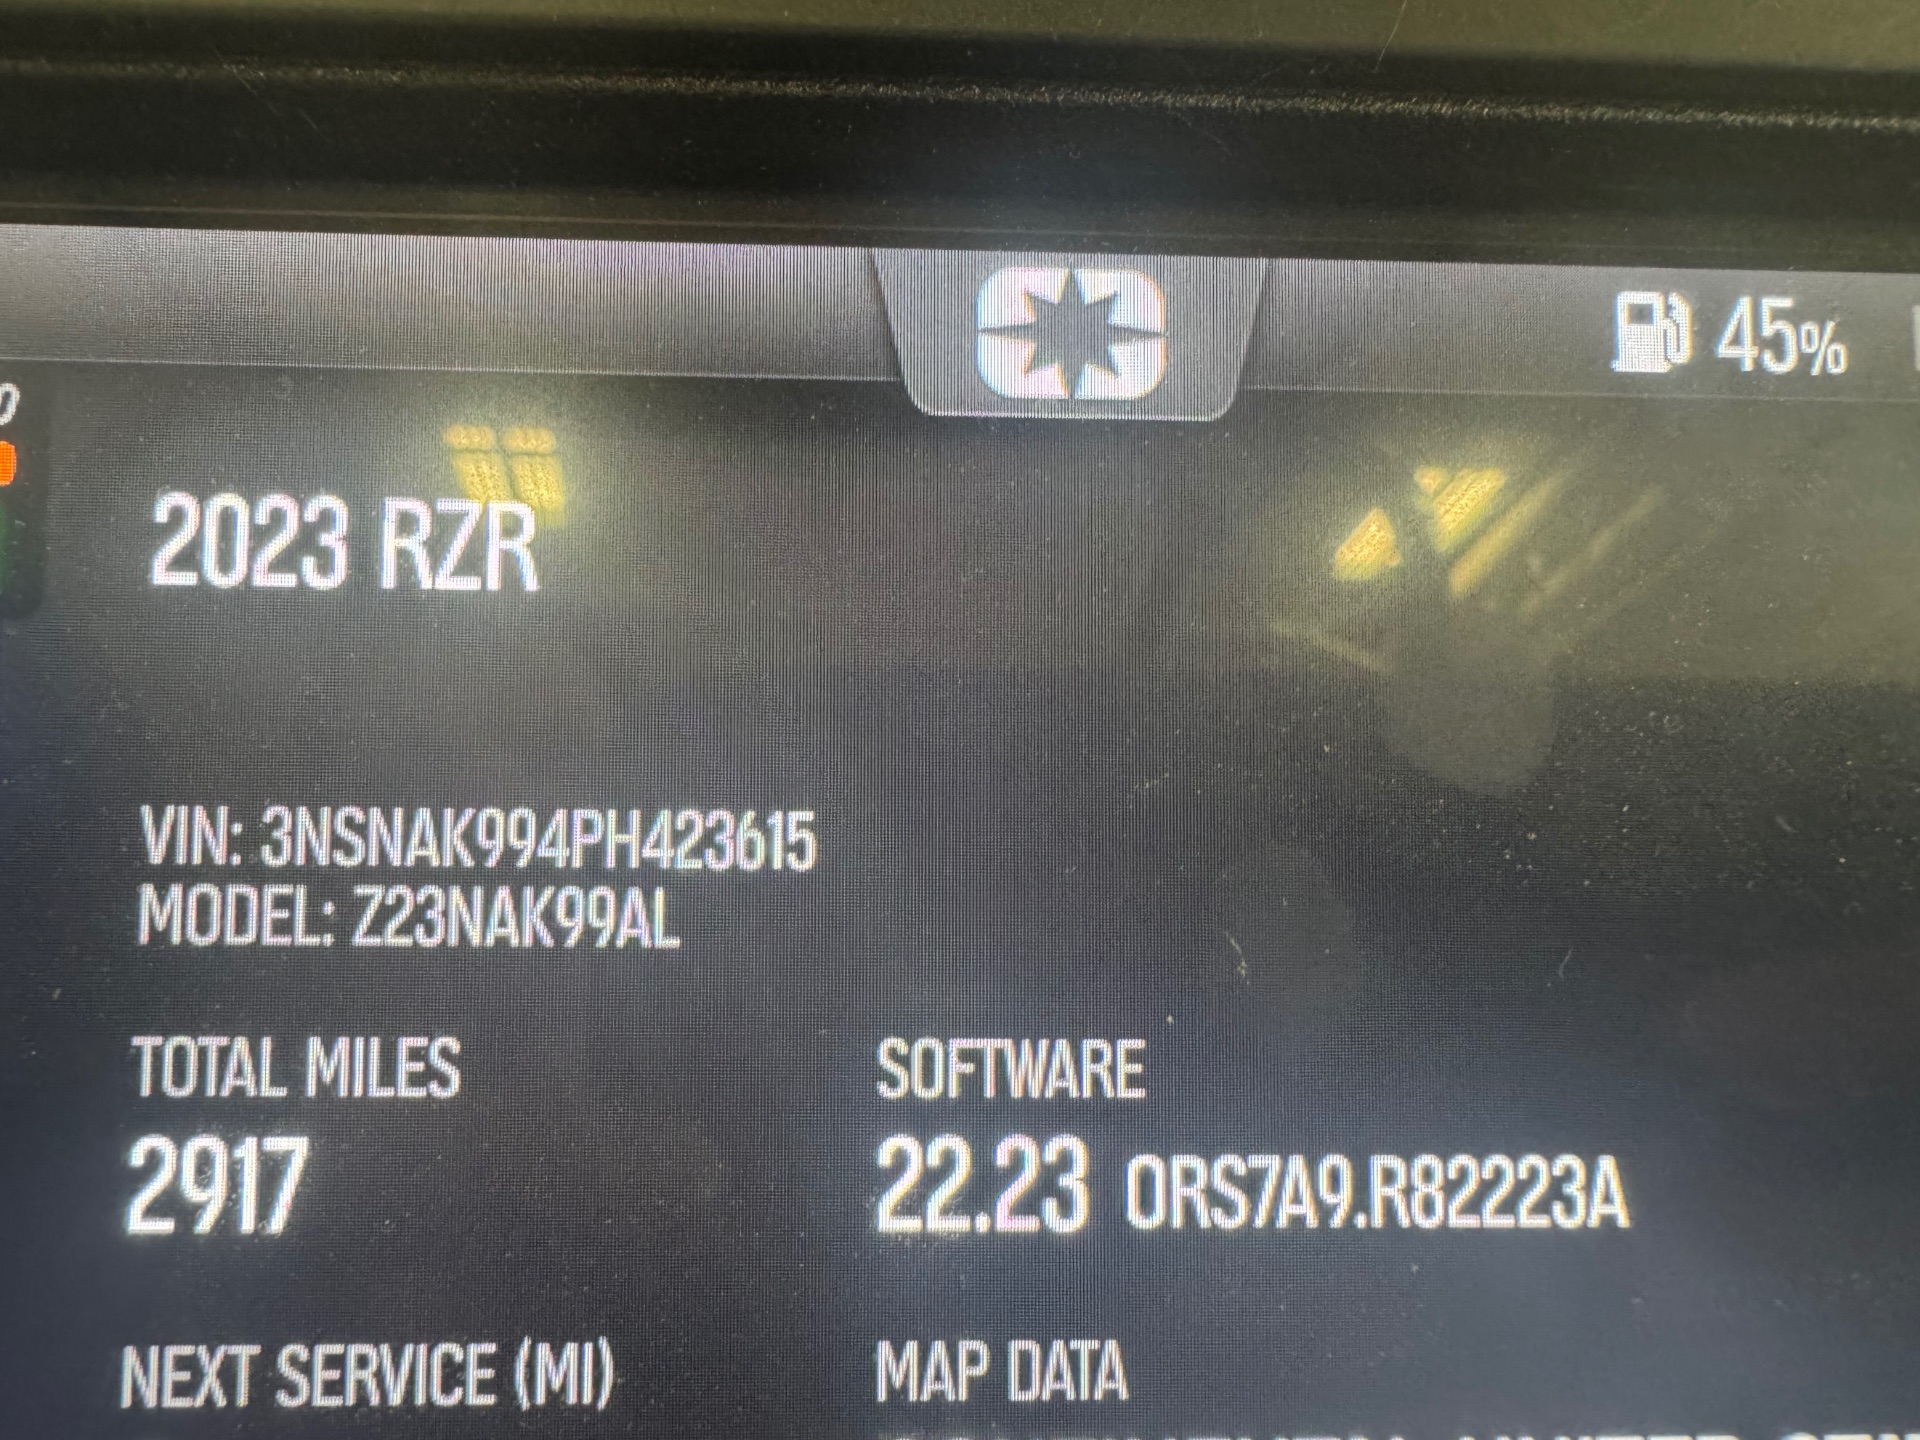 45%
2023 RZR
VIN: 3NSNAK994PH423615
MODEL: Z23NAK99AL
TOTAL MILES
2917
SOFTWARE
22.23 0RS7A9.R82223A
NEXT SERVICE (MI)
MAP DATA